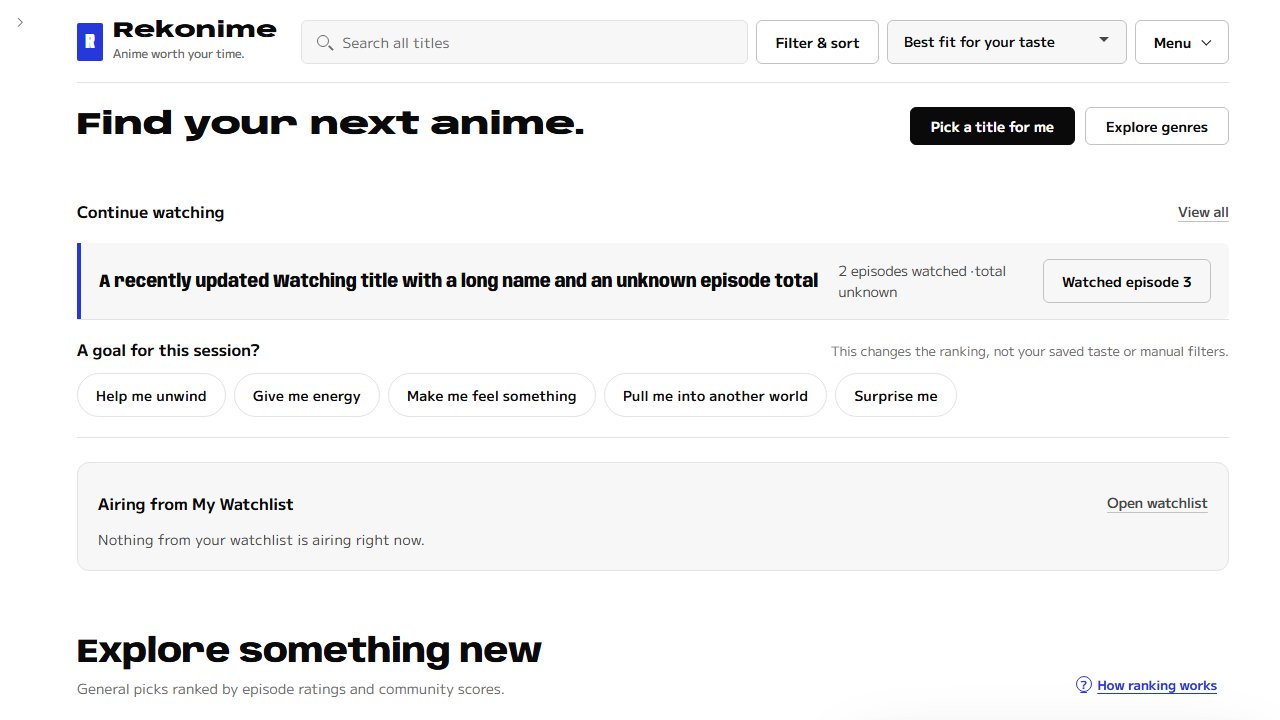 R
Rekonime
Anime worth your time.
Search all titles
Filter & sort
Best fit for your taste
Menu
Find your next anime.
Pick a title for me
Explore genres
Continue watching
View all
A recently updated Watching title with a long name and an unknown episode total
2 episodes watched · total
unknown
Watched episode 3
A goal for this session?
This changes the ranking, not your saved taste or manual filters.
Help me unwind
Give me energy
Make me feel something
Pull me into another world
Surprise me
Airing from My Watchlist
Open watchlist
Nothing from your watchlist is airing right now.
Explore something new
General picks ranked by episode ratings and community scores.
? How ranking works